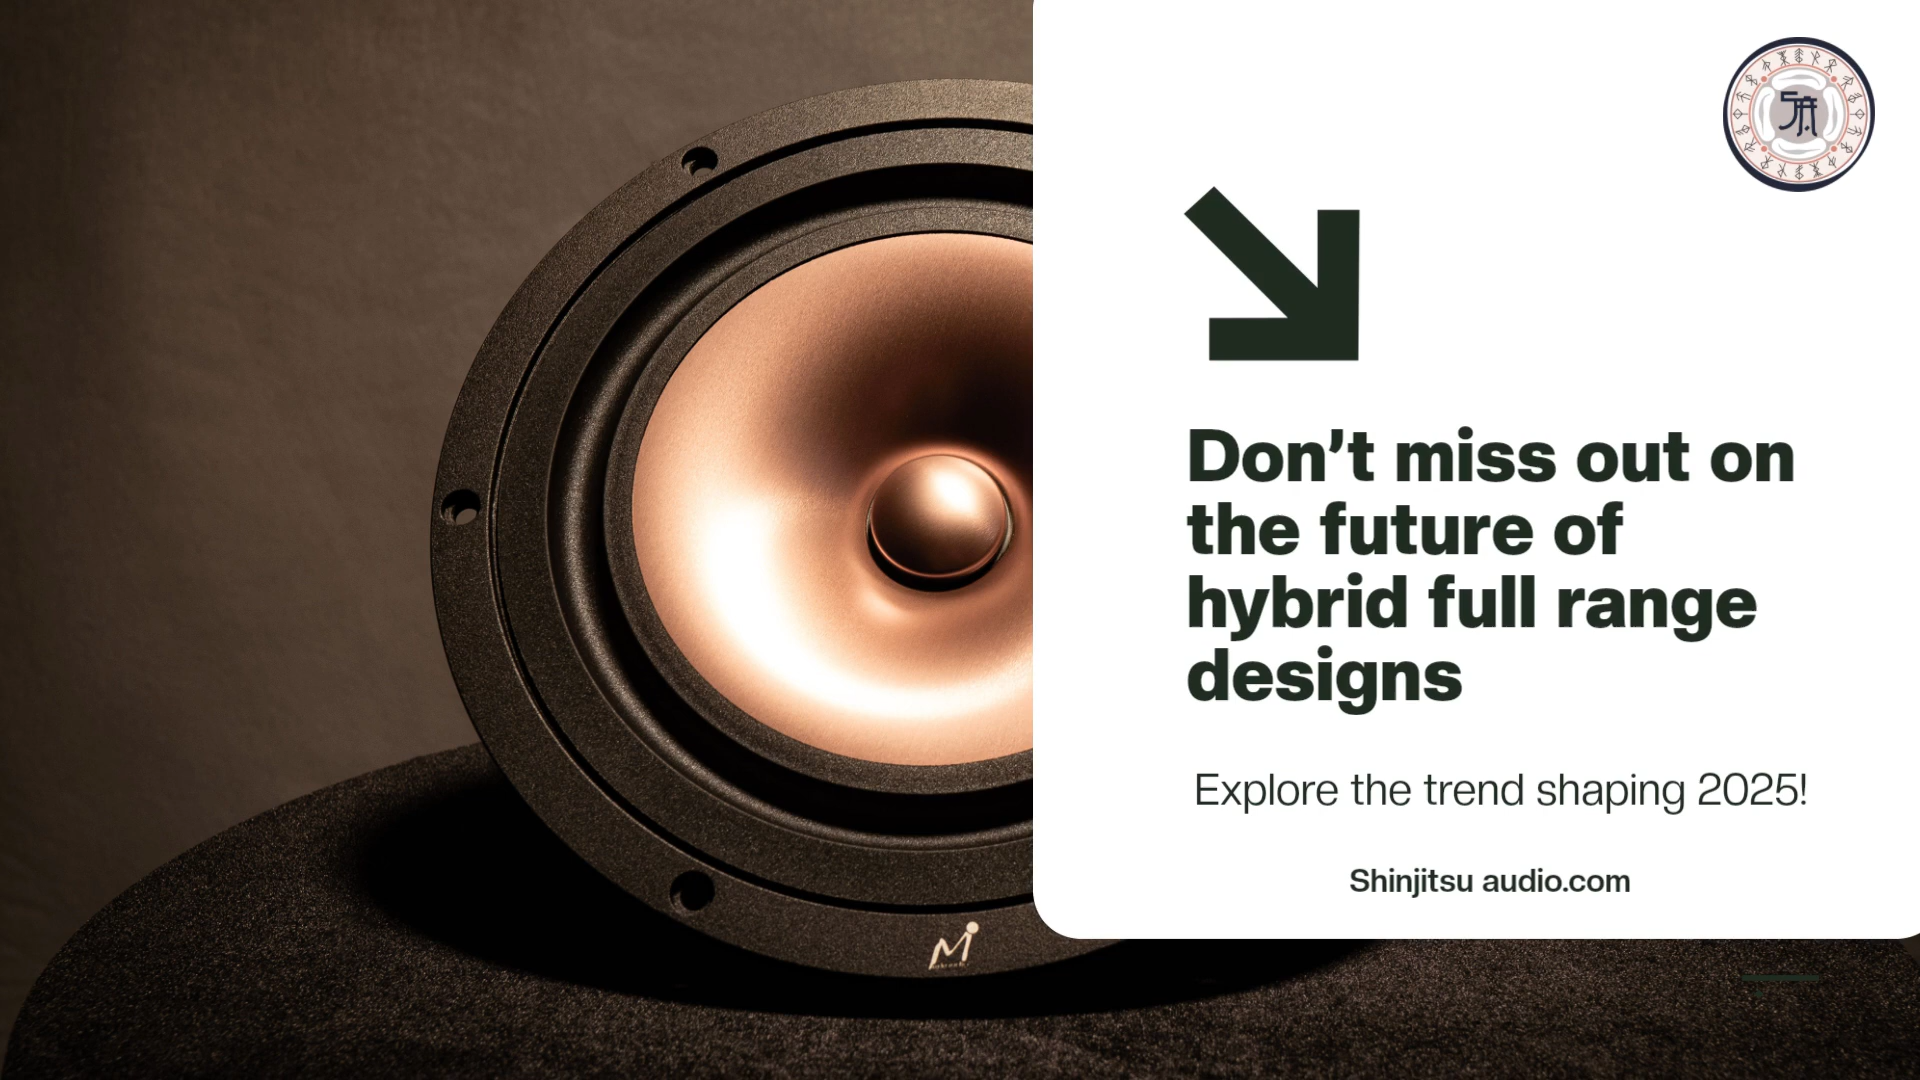 SA
Don’t miss out on
the future of
hybrid full range
designs
Explore the trend shaping 2025!
Shinjitsu audio.com